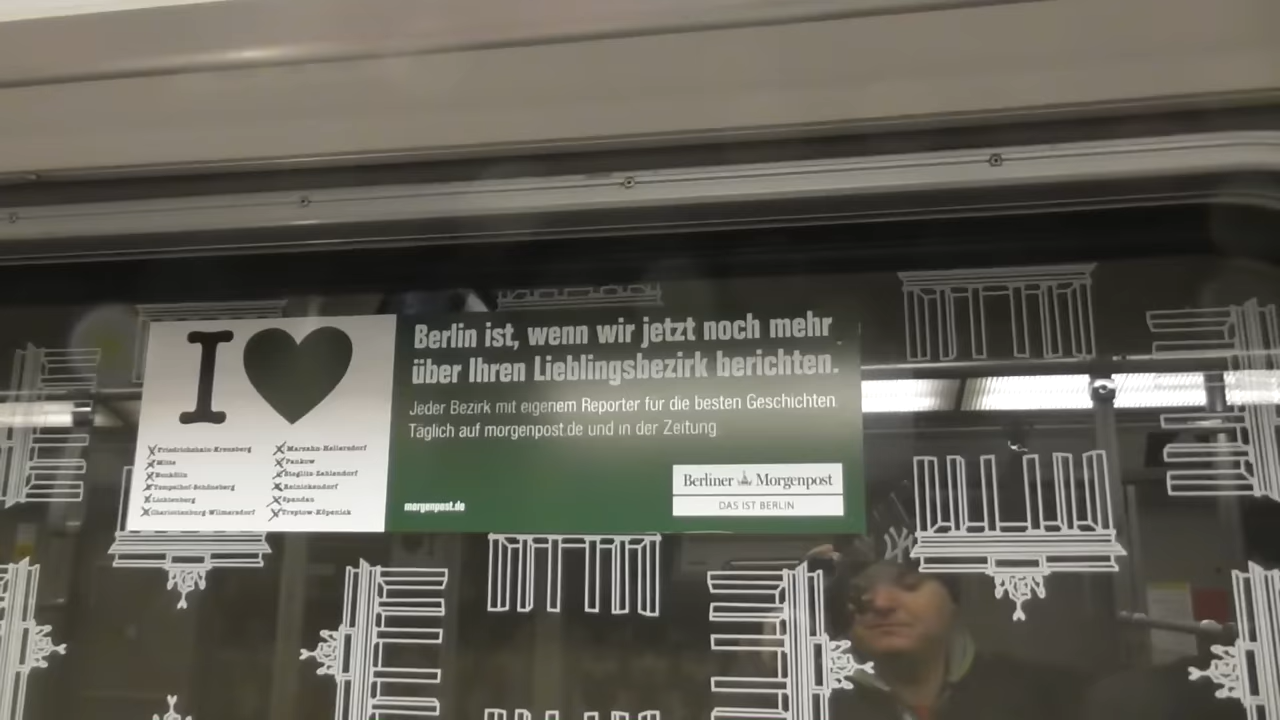 I ♥
Friedrichshain-Kreuzberg
Mitte
Neukölln
Tempelhof-Schöneberg
Lichtenberg
Charlottenburg-Wilmersdorf
Marzahn-Hellersdorf
Pankow
Steglitz-Zehlendorf
Reinickendorf
Spandau
Treptow-Köpenick
Berlin ist, wenn wir jetzt noch mehr
über Ihren Lieblingsbezirk berichten.
Jeder Bezirk mit eigenem Reporter für die besten Geschichten
Täglich auf morgenpost.de und in der Zeitung
morgenpost.de
Berliner Morgenpost
DAS IST BERLIN